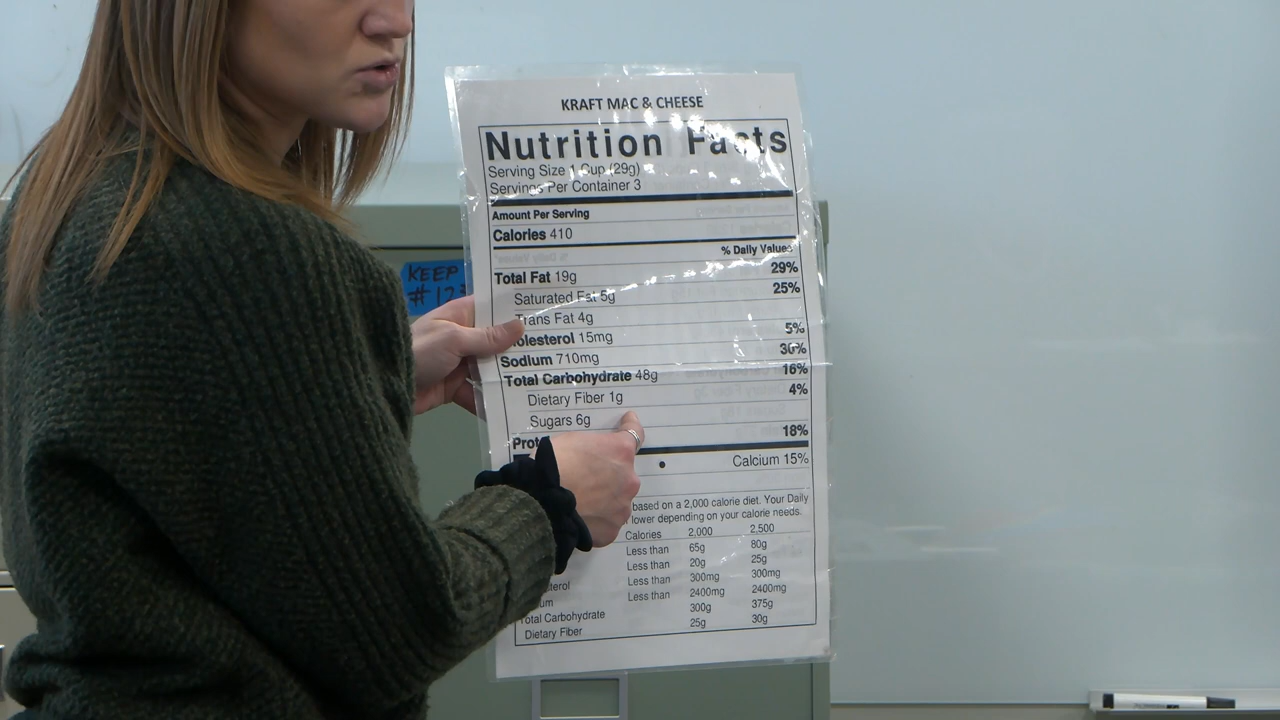 KRAFT MAC & CHEESE
Nutrition Facts
Serving Size 1 Cup (29g)
Servings Per Container 3
Amount Per Serving
Calories 410
% Daily Values
Total Fat 19g 29%
Saturated Fat 5g 25%
Trans Fat 4g
olesterol 15mg 5%
Sodium 710mg 30%
Total Carbohydrate 48g 16%
Dietary Fiber 1g 4%
Sugars 6g
Prot 18%
• Calcium 15%
based on a 2,000 calorie diet. Your Daily
lower depending on your calorie needs.
Calories 2,000 2,500
Less than 65g 80g
Less than 20g 25g
terol Less than 300mg 300mg
um Less than 2400mg 2400mg
Total Carbohydrate 300g 375g
Dietary Fiber 25g 30g
KEEP